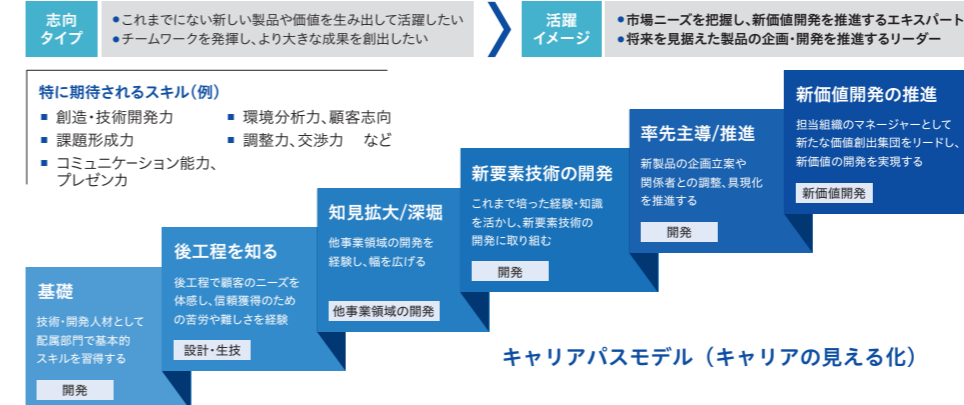 志向
タイプ
●これまでにない新しい製品や価値を生み出して活躍したい
●チームワークを発揮し、より大きな成果を創出したい
活躍
イメージ
●市場ニーズを把握し、新価値開発を推進するエキスパート
●将来を見据えた製品の企画・開発を推進するリーダー
特に期待されるスキル（例）
■ 創造・技術開発力
■ 課題形成力
■ コミュニケーション能力、
プレゼン力
■ 環境分析力、顧客志向
■ 調整力、交渉力　など
基礎
技術・開発人材として
配属部門で基本的
スキルを習得する
開発
後工程を知る
後工程で顧客のニーズを
体感し、信頼獲得のため
の苦労や難しさを経験
設計・生技
知見拡大/深堀
他事業領域の開発を
経験し、幅を広げる
他事業領域の開発
新要素技術の開発
これまで培った経験・知識
を活かし、新要素技術の
開発に取り組む
開発
率先主導/推進
新製品の企画立案や
関係者との調整、具現化
を推進する
開発
新価値開発の推進
担当組織のマネージャーとして
新たな価値創出集団をリードし、
新価値の開発を実現する
新価値開発
キャリアパスモデル（キャリアの見える化）